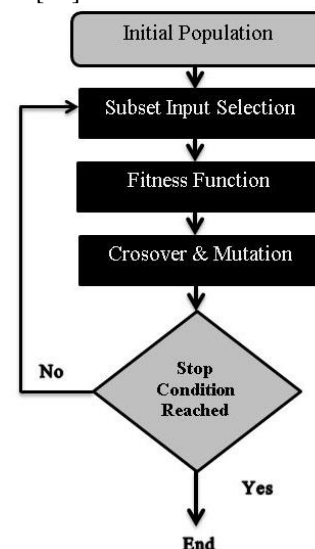 Initial Population
Subset Input Selection
Fitness Function
Crosover & Mutation
Stop
Condition
Reached
No
Yes
End